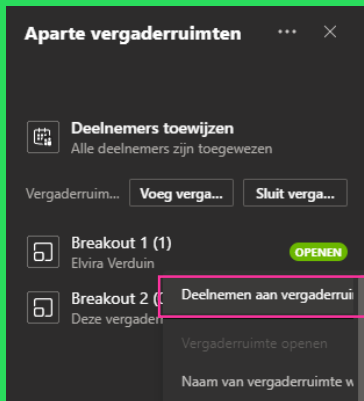 Aparte vergaderruimten
Deelnemers toewijzen
Alle deelnemers zijn toegewezen
Vergaderruim... Voeg verga... Sluit verga...
Breakout 1 (1)
Elvira Verduin
OPENEN
Breakout 2 (
Deze vergader
Deelnemen aan vergaderrui
Vergaderruimte openen
Naam van vergaderruimte w